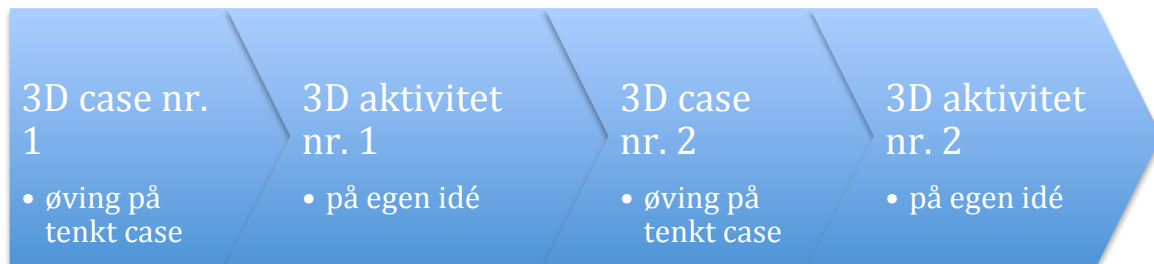 3D case nr.
1
• øving på
tenkt case
3D aktivitet
nr. 1
• på egen idé
3D case
nr. 2
• øving på
tenkt case
3D aktivitet
nr. 2
• på egen idé